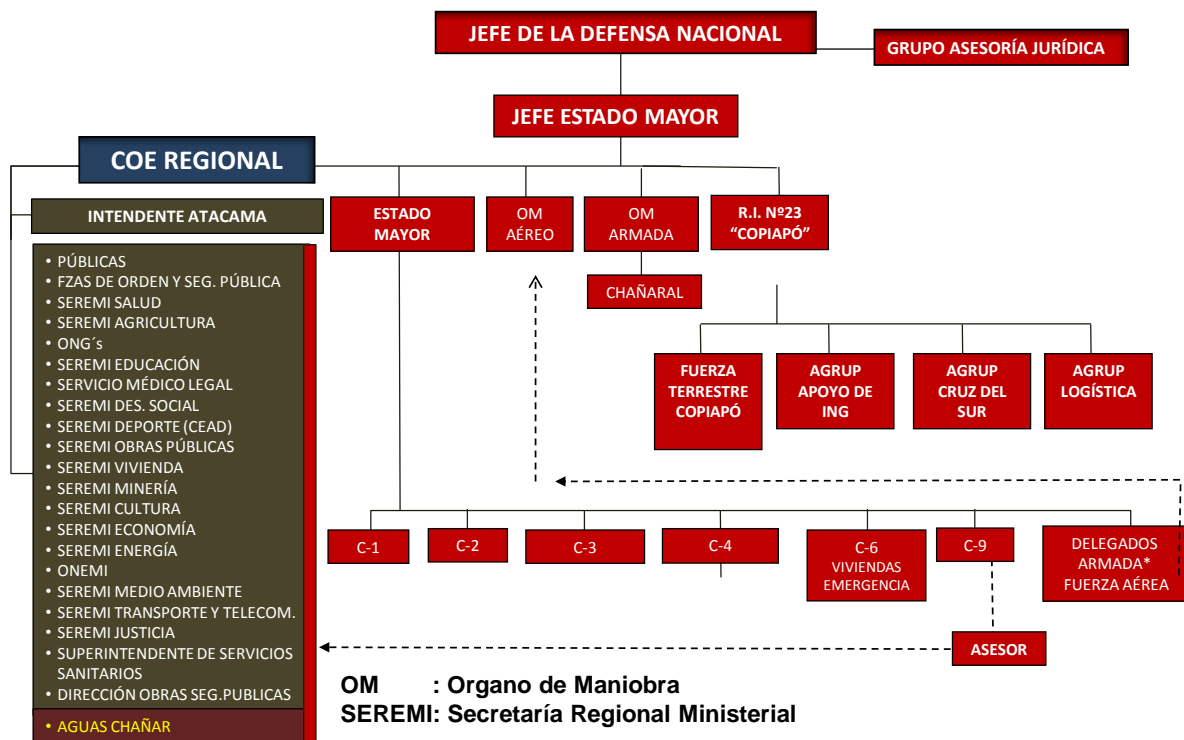 JEFE DE LA DEFENSA NACIONAL
GRUPO ASESORÍA JURÍDICA
JEFE ESTADO MAYOR
COE REGIONAL
INTENDENTE ATACAMA
ESTADO
MAYOR
OM
AÉREO
OM
ARMADA
R.I. Nº23
“COPIAPÓ”
CHAÑARAL
• PÚBLICAS
• FZAS DE ORDEN Y SEG. PÚBLICA
• SEREMI SALUD
• SEREMI AGRICULTURA
• ONG´s
• SEREMI EDUCACIÓN
• SERVICIO MÉDICO LEGAL
• SEREMI DES. SOCIAL
• SEREMI DEPORTE (CEAD)
• SEREMI OBRAS PÚBLICAS
• SEREMI VIVIENDA
• SEREMI MINERÍA
• SEREMI CULTURA
• SEREMI ECONOMÍA
• SEREMI ENERGÍA
• ONEMI
• SEREMI MEDIO AMBIENTE
• SEREMI TRANSPORTE Y TELECOM.
• SEREMI JUSTICIA
• SUPERINTENDENTE DE SERVICIOS
SANITARIOS
• DIRECCIÓN OBRAS SEG.PUBLICAS
• AGUAS CHAÑAR
FUERZA
TERRESTRE
COPIAPÓ
AGRUP
APOYO DE
ING
AGRUP
CRUZ DEL
SUR
AGRUP
LOGÍSTICA
C-1
C-2
C-3
C-4
C-6
VIVIENDAS
EMERGENCIA
C-9
DELEGADOS
ARMADA*
FUERZA AÉREA
ASESOR
OM : Organo de Maniobra
SEREMI: Secretaría Regional Ministerial